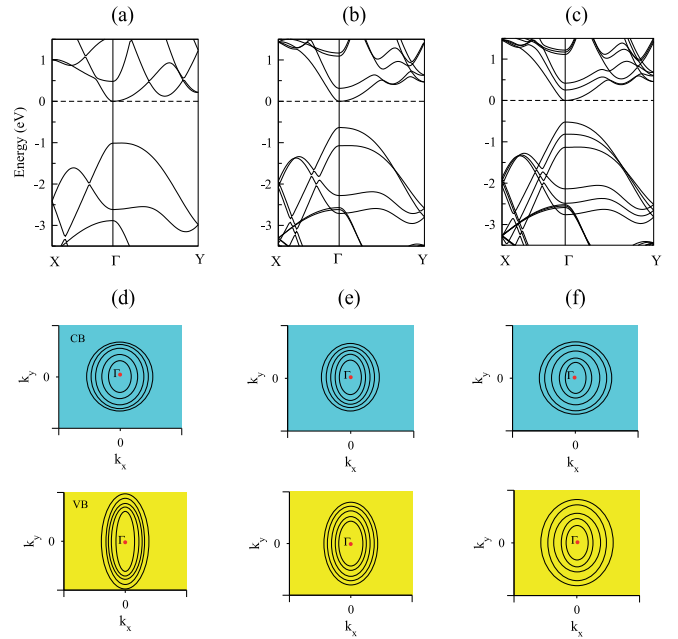 (a) (b) (c)
Energy (eV)
1 1 1
0 0 0
-1 -1 -1
-2 -2 -2
-3 -3 -3
X Γ Y X Γ Y X Γ Y
(d) (e) (f)
CB
Γ Γ Γ
k_y 0 k_y 0 k_y 0
0 0 0
k_x k_x k_x
VB
Γ Γ Γ
k_y 0 k_y 0 k_y 0
0 0 0
k_x k_x k_x